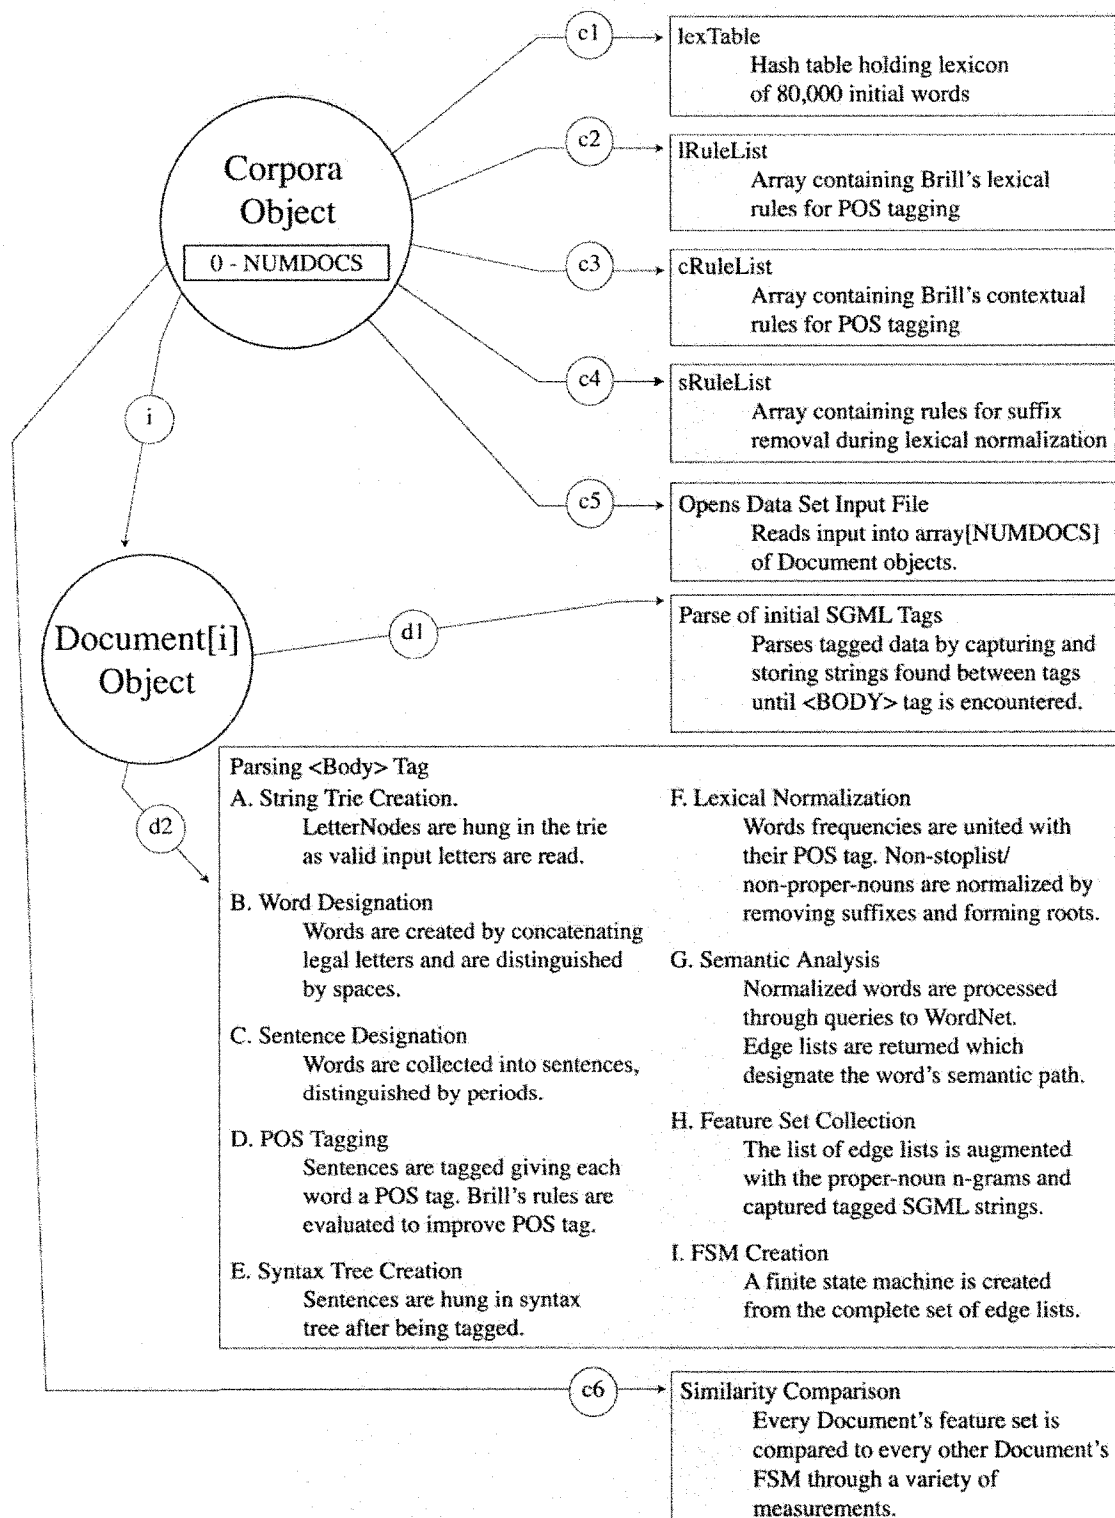 c1
lexTable
Hash table holding lexicon
of 80,000 initial words
Corpora
Object
0 - NUMDOCS
c2
lRuleList
Array containing Brill's lexical
rules for POS tagging
c3
cRuleList
Array containing Brill's contextual
rules for POS tagging
c4
sRuleList
Array containing rules for suffix
removal during lexical normalization
i
c5
Opens Data Set Input File
Reads input into array[NUMDOCS]
of Document objects.
Document[i]
Object
d1
Parse of initial SGML Tags
Parses tagged data by capturing and
storing strings found between tags
until <BODY> tag is encountered.
d2
Parsing <Body> Tag
A. String Trie Creation.
LetterNodes are hung in the trie
as valid input letters are read.
B. Word Designation
Words are created by concatenating
legal letters and are distinguished
by spaces.
C. Sentence Designation
Words are collected into sentences,
distinguished by periods.
D. POS Tagging
Sentences are tagged giving each
word a POS tag. Brill's rules are
evaluated to improve POS tag.
E. Syntax Tree Creation
Sentences are hung in syntax
tree after being tagged.
F. Lexical Normalization
Words frequencies are united with
their POS tag. Non-stoplist/
non-proper-nouns are normalized by
removing suffixes and forming roots.
G. Semantic Analysis
Normalized words are processed
through queries to WordNet.
Edge lists are returned which
designate the word's semantic path.
H. Feature Set Collection
The list of edge lists is augmented
with the proper-noun n-grams and
captured tagged SGML strings.
I. FSM Creation
A finite state machine is created
from the complete set of edge lists.
c6
Similarity Comparison
Every Document's feature set is
compared to every other Document's
FSM through a variety of
measurements.